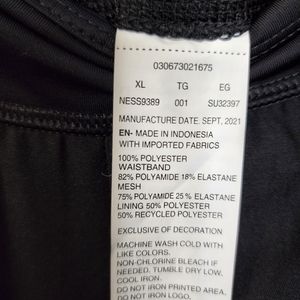 030673021675
XL TG EG
NESS9389 001 SU32397
MANUFACTURE DATE: SEPT, 2021
EN- MADE IN INDONESIA
WITH IMPORTED FABRICS
100% POLYESTER
WAISTBAND
82% POLYAMIDE 18% ELASTANE
MESH
75% POLYAMIDE 25% ELASTANE
LINING 50% POLYESTER
50% RECYCLED POLYESTER
EXCLUSIVE OF DECORATION
MACHINE WASH COLD WITH
LIKE COLORS.
NON-CHLORINE BLEACH IF
NEEDED. TUMBLE DRY LOW.
COOL IRON.
DO NOT IRON PRINTED AREA.
DO NOT IRON LOGO.